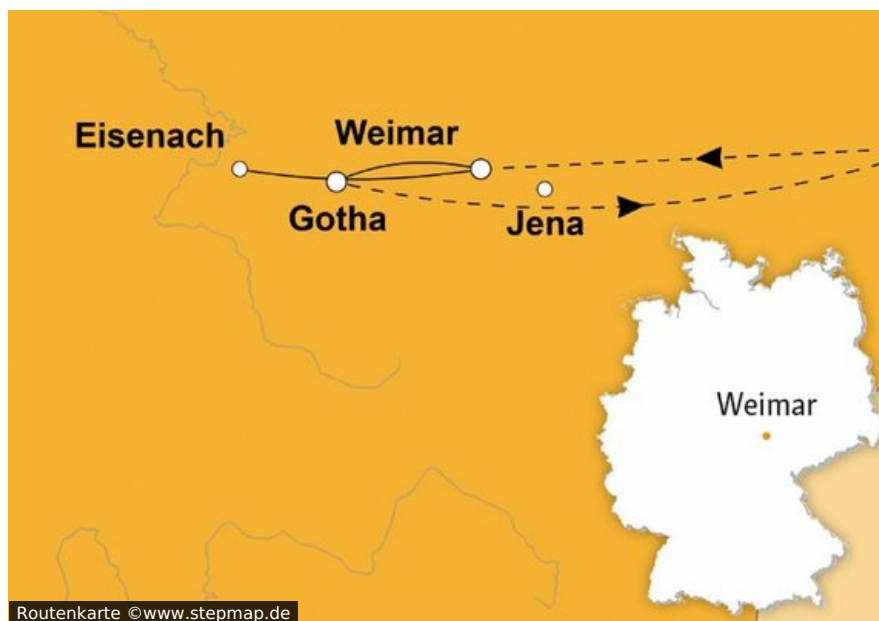 Eisenach
Weimar
Gotha
Jena
Weimar
Routenkarte ©www.stepmap.de